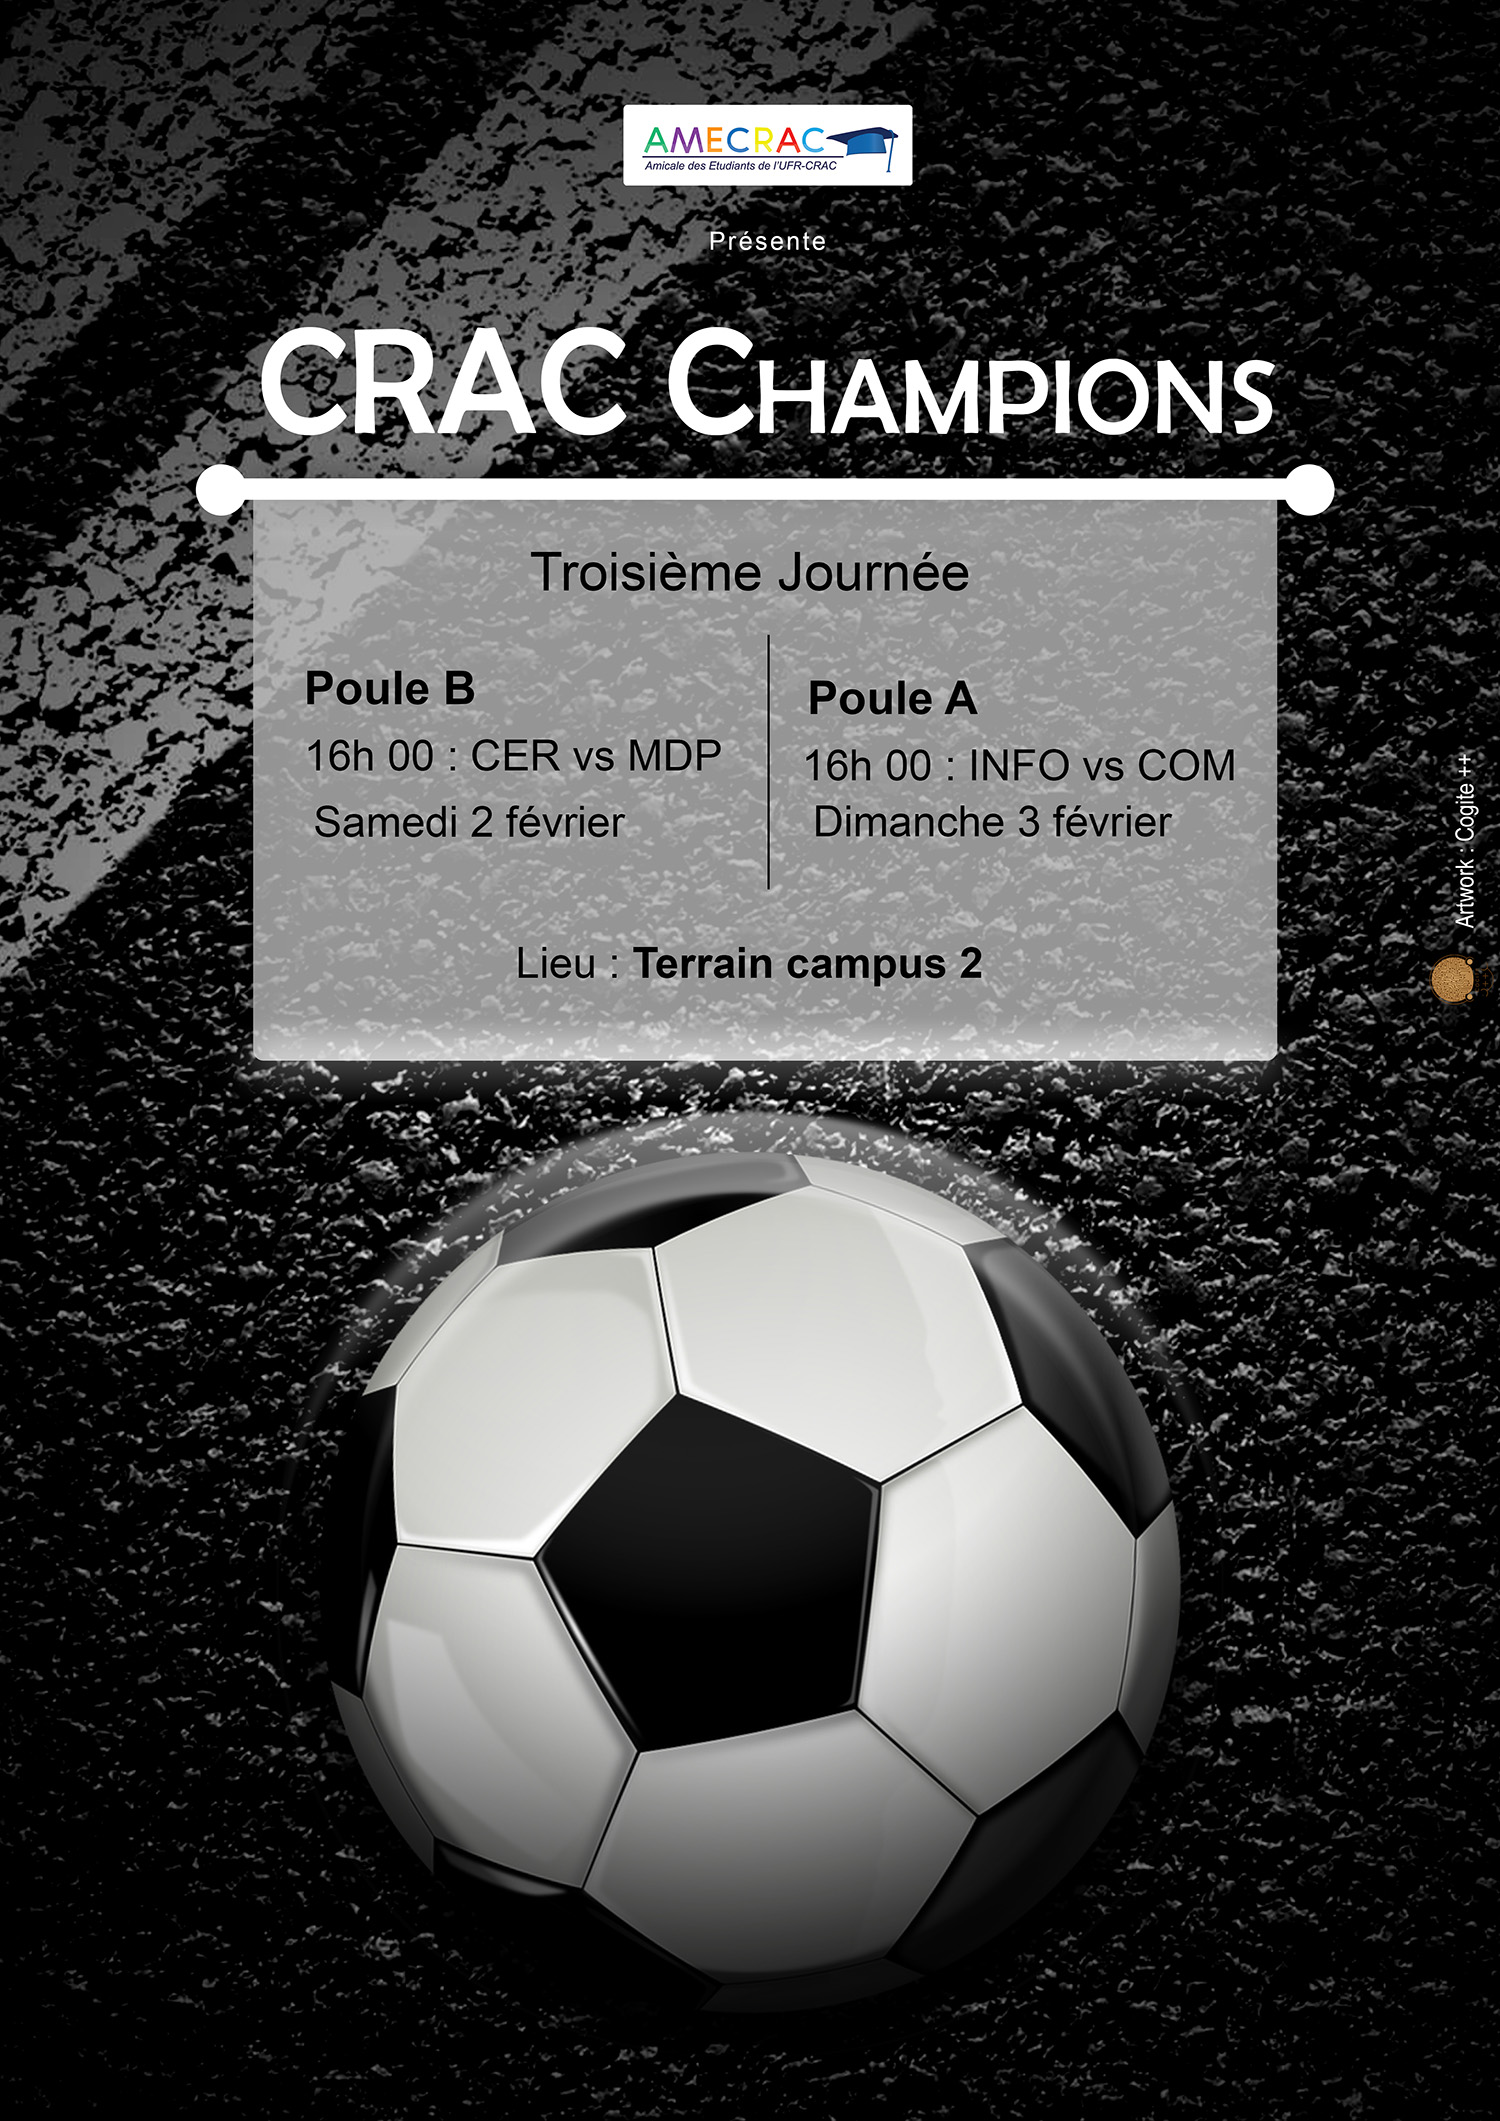 AMECRAC
Amicale des Etudiants de l'UFR-CRAC
Présente
CRAC CHAMPIONS
Troisième Journée
Poule B
16h 00 : CER vs MDP
Samedi 2 février
Poule A
16h 00 : INFO vs COM
Dimanche 3 février
Lieu : Terrain campus 2
Artwork : Cogite ++